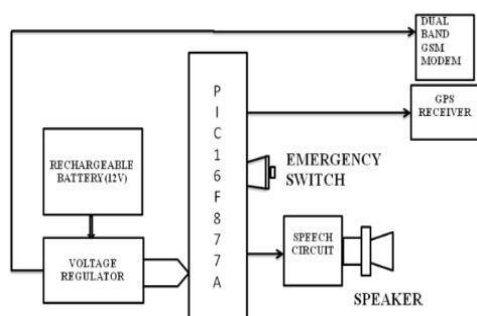 DUAL
BAND
GSM
MODEM
GPS
RECEIVER
P
I
C
1
6
F
8
7
7
A
RECHARGEABLE
BATTERY(12V)
EMERGENCY
SWITCH
VOLTAGE
REGULATOR
SPEECH
CIRCUIT
SPEAKER